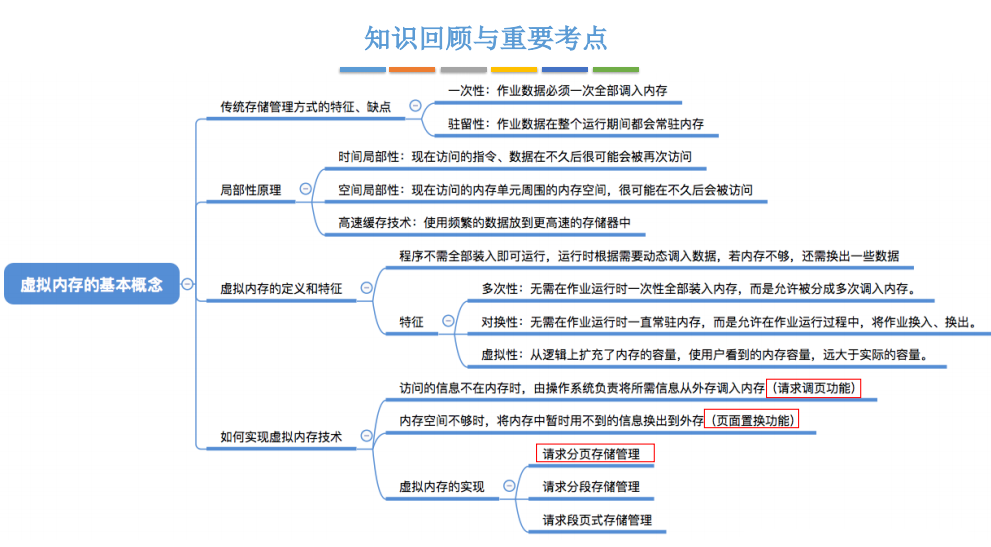 知识回顾与重要考点
虚拟内存的基本概念
传统存储管理方式的特征、缺点
一次性：作业数据必须一次全部调入内存
驻留性：作业数据在整个运行期间都会常驻内存
局部性原理
时间局部性：现在访问的指令、数据在不久后很可能会被再次访问
空间局部性：现在访问的内存单元周围的内存空间，很可能在不久后会被访问
高速缓存技术：使用频繁的数据放到更高速的存储器中
虚拟内存的定义和特征
程序不需全部装入即可运行，运行时根据需要动态调入数据，若内存不够，还需换出一些数据
特征
多次性：无需在作业运行时一次性全部装入内存，而是允许被分成多次调入内存。
对换性：无需在作业运行时一直常驻内存，而是允许在作业运行过程中，将作业换入、换出。
虚拟性：从逻辑上扩充了内存的容量，使用户看到的内存容量，远大于实际的容量。
如何实现虚拟内存技术
访问的信息不在内存时，由操作系统负责将所需信息从外存调入内存（请求调页功能）
内存空间不够时，将内存中暂时用不到的信息换出到外存（页面置换功能）
虚拟内存的实现
请求分页存储管理
请求分段存储管理
请求段页式存储管理